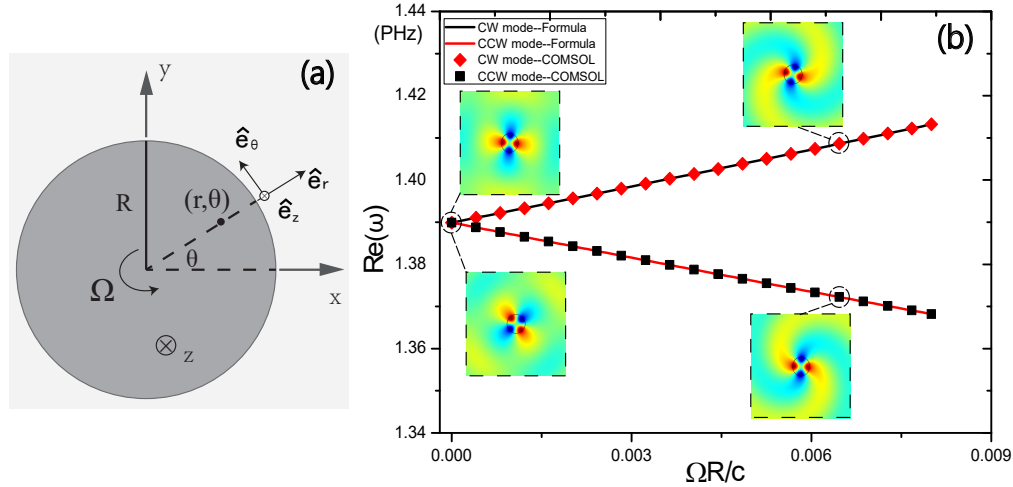 (a)
y
ê_θ
ê_r
R
(r,θ)
ê_z
θ
Ω
x
z
(b)
1.44
(PHz)
1.42
1.40
1.38
1.36
1.34
Re(ω)
CW mode--Formula
CCW mode--Formula
CW mode--COMSOL
CCW mode--COMSOL
0.000
0.003
0.006
0.009
ΩR/c